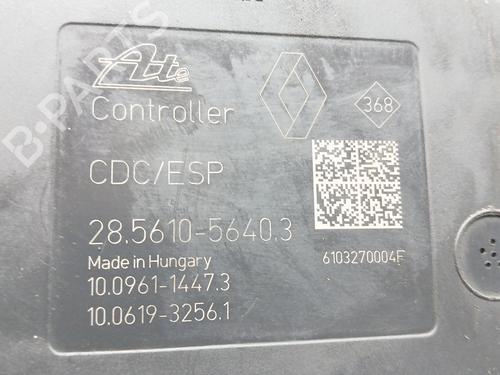 Ate
368
Controller
CDC/ESP
28.5610-5640.3
Made in Hungary
6103270004F
10.0961-1447.3
10.0619-3256.1
B-PARTS